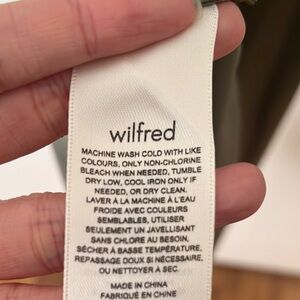 wilfred
MACHINE WASH COLD WITH LIKE
COLOURS, ONLY NON-CHLORINE
BLEACH WHEN NEEDED, TUMBLE
DRY LOW, COOL IRON ONLY IF
NEEDED, OR DRY CLEAN.
LAVER À LA MACHINE À L'EAU
FROIDE AVEC COULEURS
SEMBLABLES, UTILISER
SEULEMENT UN JAVELLISANT
SANS CHLORE AU BESOIN,
SÉCHER À BASSE TEMPÉRATURE,
REPASSAGE DOUX SI NÉCESSAIRE,
OU NETTOYER À SEC.
MADE IN CHINA
FABRIQUÉ EN CHINE